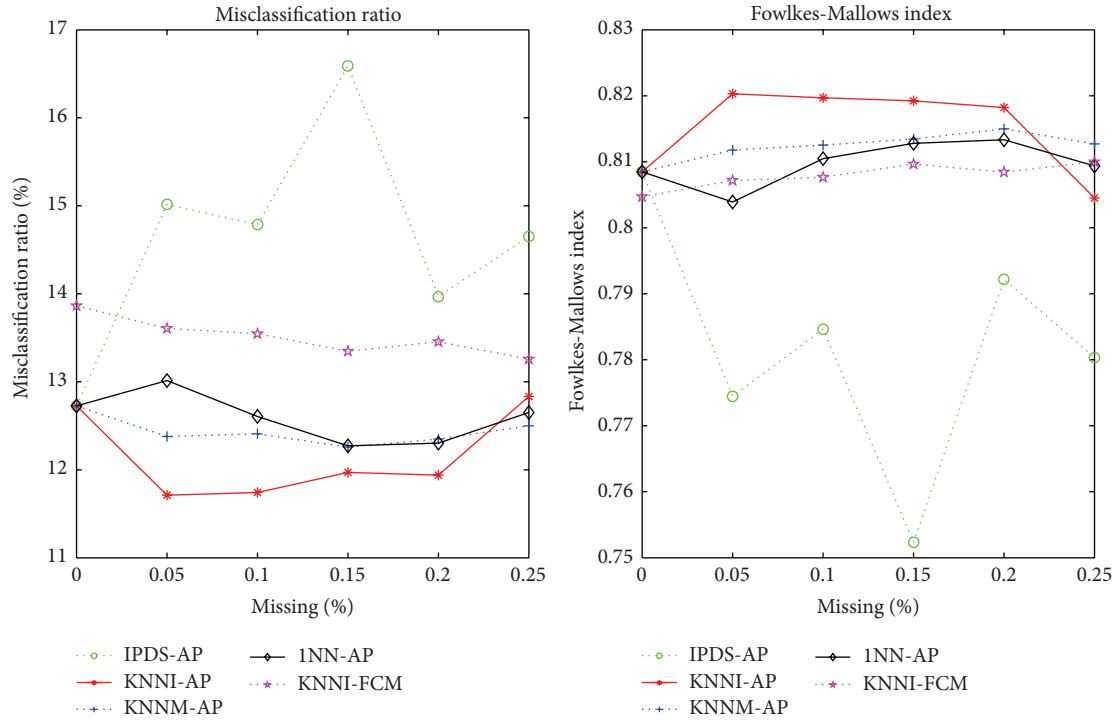 Misclassification ratio
17
16
15
14
13
12
11
Misclassification ratio (%)
0
0.05
0.1
0.15
0.2
0.25
Missing (%)
IPDS-AP
KNNI-AP
KNNM-AP
1NN-AP
KNNI-FCM
Fowlkes-Mallows index
0.83
0.82
0.81
0.8
0.79
0.78
0.77
0.76
0.75
Fowlkes-Mallows index
0
0.05
0.1
0.15
0.2
0.25
Missing (%)
IPDS-AP
KNNI-AP
KNNM-AP
1NN-AP
KNNI-FCM